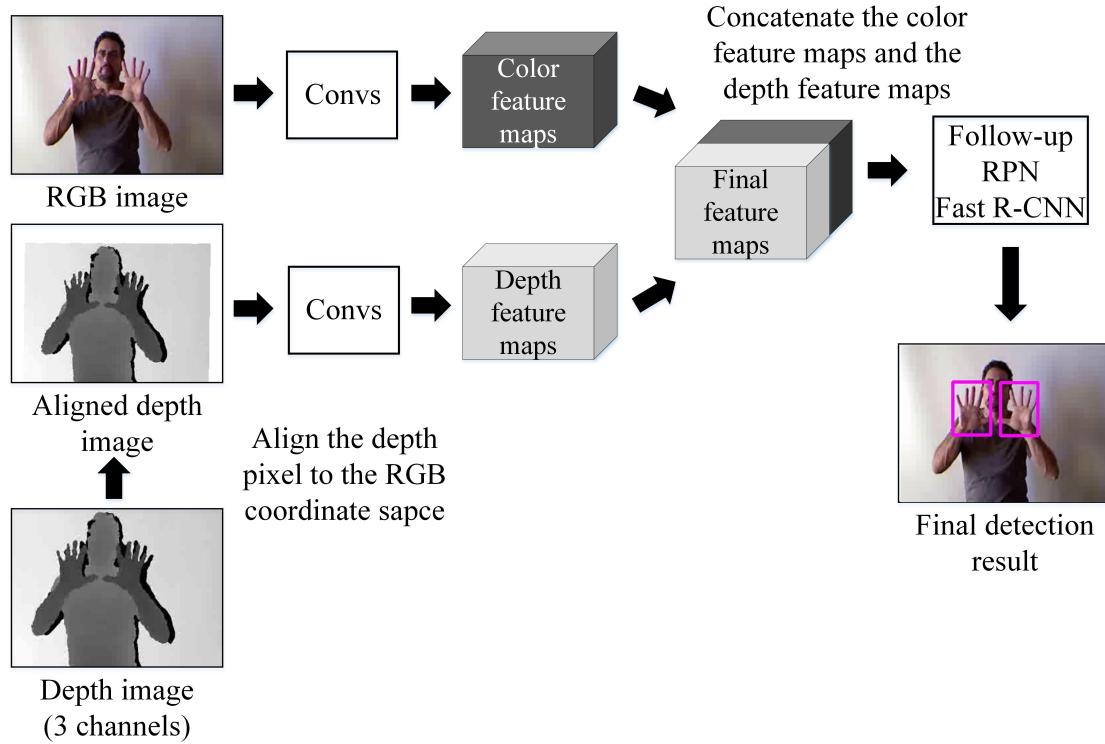 RGB image
Convs
Color
feature
maps
Concatenate the color
feature maps and the
depth feature maps
Final
feature
maps
Follow-up
RPN
Fast R-CNN
Aligned depth
image
Convs
Depth
feature
maps
Align the depth
pixel to the RGB
coordinate sapce
Final detection
result
Depth image
(3 channels)